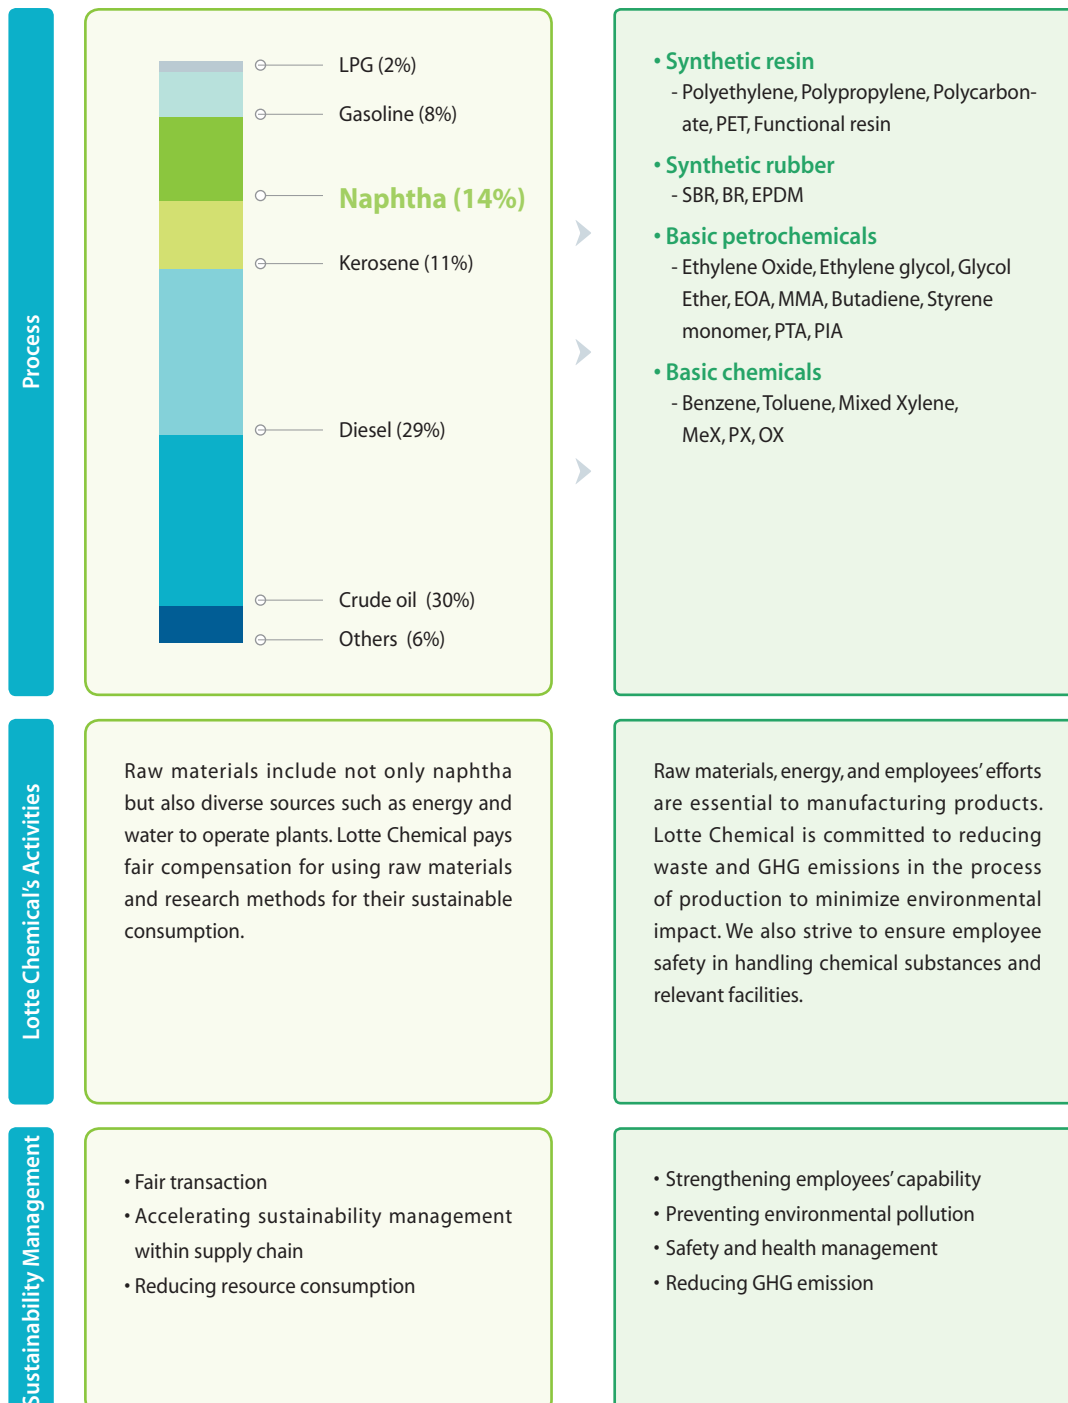 Process
LPG (2%)
Gasoline (8%)
Naphtha (14%)
Kerosene (11%)
Diesel (29%)
Crude oil (30%)
Others (6%)
• Synthetic resin
- Polyethylene, Polypropylene, Polycarbon-
ate, PET, Functional resin
• Synthetic rubber
- SBR, BR, EPDM
• Basic petrochemicals
- Ethylene Oxide, Ethylene glycol, Glycol
Ether, EOA, MMA, Butadiene, Styrene
monomer, PTA, PIA
• Basic chemicals
- Benzene, Toluene, Mixed Xylene,
MeX, PX, OX
Lotte Chemical's Activities
Raw materials include not only naphtha
but also diverse sources such as energy and
water to operate plants. Lotte Chemical pays
fair compensation for using raw materials
and research methods for their sustainable
consumption.
Raw materials, energy, and employees' efforts
are essential to manufacturing products.
Lotte Chemical is committed to reducing
waste and GHG emissions in the process
of production to minimize environmental
impact. We also strive to ensure employee
safety in handling chemical substances and
relevant facilities.
Sustainability Management
• Fair transaction
• Accelerating sustainability management
within supply chain
• Reducing resource consumption
• Strengthening employees' capability
• Preventing environmental pollution
• Safety and health management
• Reducing GHG emission